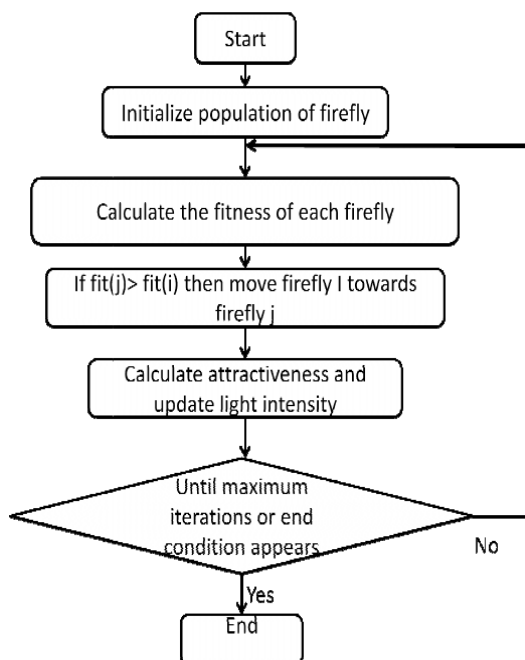 Start
Initialize population of firefly
Calculate the fitness of each firefly
If fit(j)> fit(i) then move firefly I towards
firefly j
Calculate attractiveness and
update light intensity
Until maximum
iterations or end
condition appears
No
Yes
End